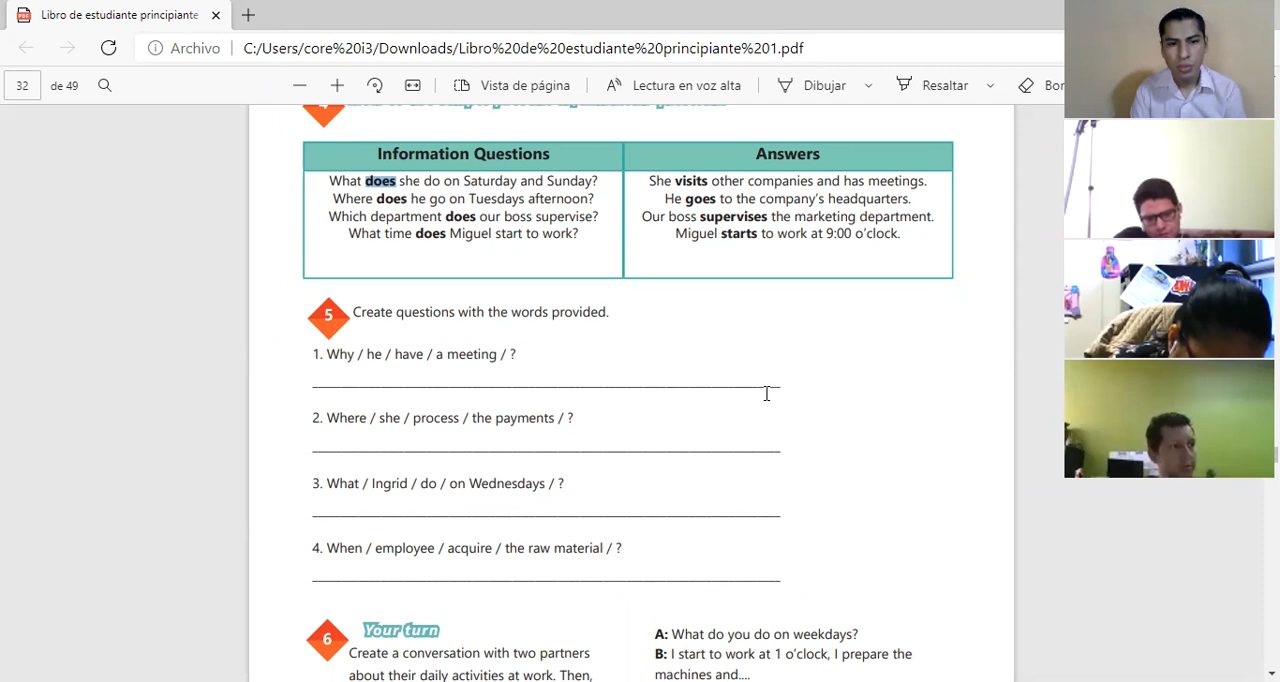 Libro de estudiante principiante
Archivo
C:/Users/core%20i3/Downloads/Libro%20de%20estudiante%20principiante%201.pdf
32
de 49
Vista de página
Lectura en voz alta
Dibujar
Resaltar
Bor
Information Questions
Answers
What does she do on Saturday and Sunday?
She visits other companies and has meetings.
Where does he go on Tuesdays afternoon?
He goes to the company's headquarters.
Which department does our boss supervise?
Our boss supervises the marketing department.
What time does Miguel start to work?
Miguel starts to work at 9:00 o'clock.
5
Create questions with the words provided.
1. Why / he / have / a meeting / ?
2. Where / she / process / the payments / ?
3. What / Ingrid / do / on Wednesdays / ?
4. When / employee / acquire / the raw material / ?
6
Your turn
Create a conversation with two partners
about their daily activities at work. Then,
A: What do you do on weekdays?
B: I start to work at 1 o'clock, I prepare the
machines and....